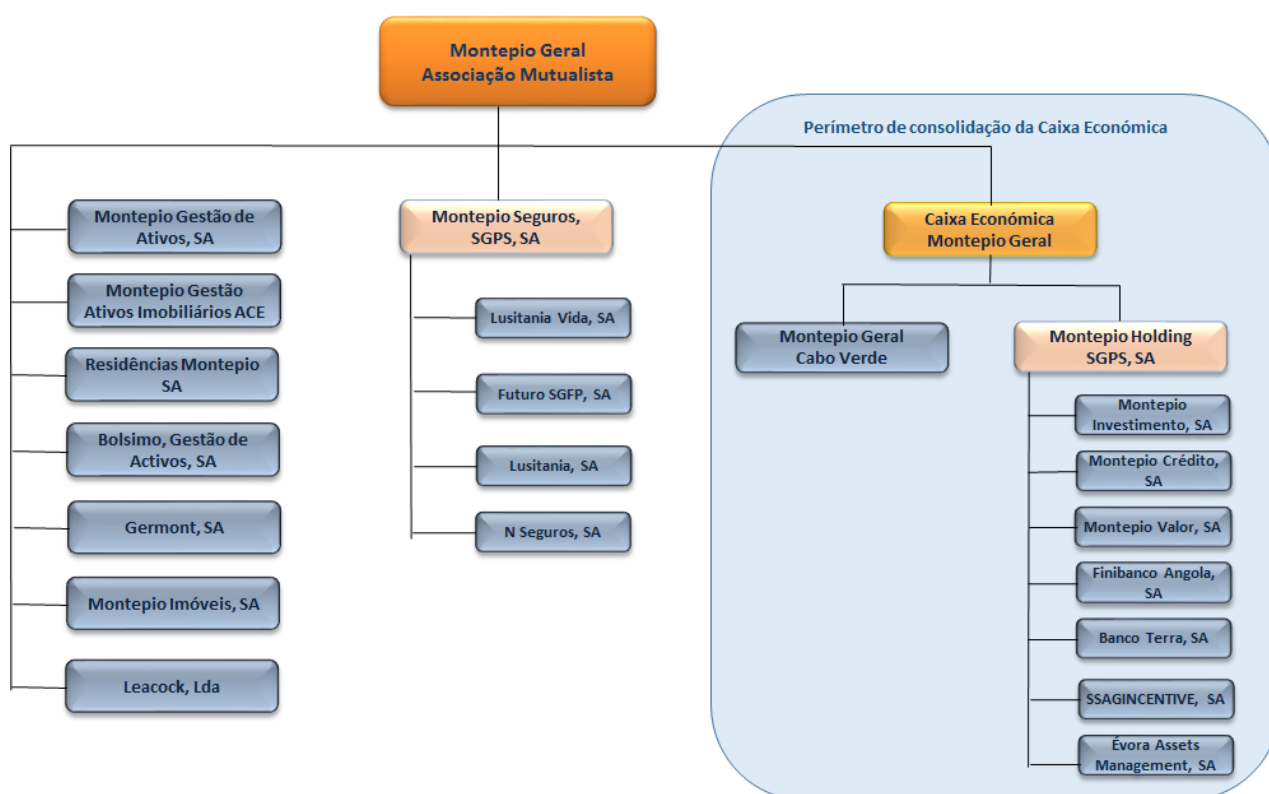 Montepio Geral
Associação Mutualista
Perímetro de consolidação da Caixa Económica
Montepio Gestão de
Ativos, SA
Montepio Gestão
Ativos Imobiliários ACE
Residências Montepio
SA
Bolsimo, Gestão de
Activos, SA
Germont, SA
Montepio Imóveis, SA
Leacock, Lda
Montepio Seguros,
SGPS, SA
Lusitania Vida, SA
Futuro SGFP, SA
Lusitania, SA
N Seguros, SA
Caixa Económica
Montepio Geral
Montepio Geral
Cabo Verde
Montepio Holding
SGPS, SA
Montepio
Investimento, SA
Montepio Crédito,
SA
Montepio Valor, SA
Finibanco Angola,
SA
Banco Terra, SA
SSAGINCENTIVE, SA
Évora Assets
Management, SA